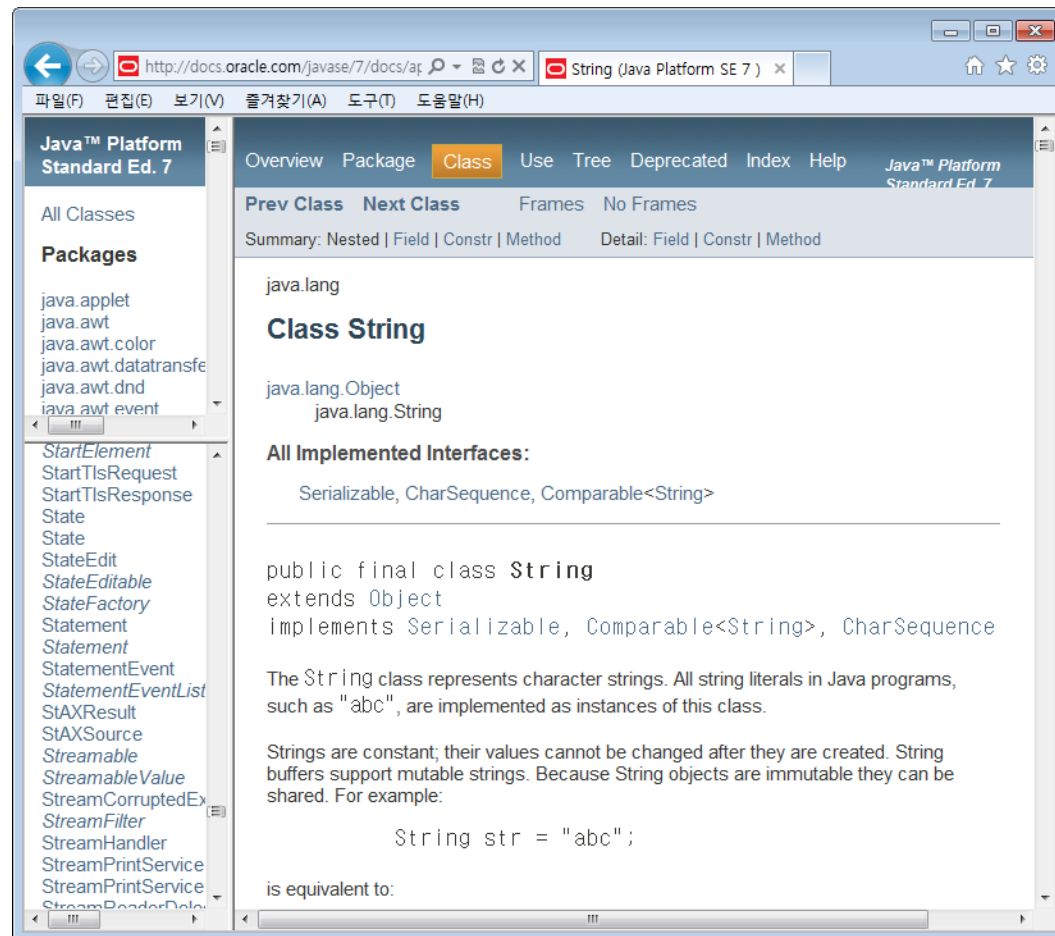 http://docs.oracle.com/javase/7/docs/ap
String (Java Platform SE 7 )
파일(F) 편집(E) 보기(V) 즐겨찾기(A) 도구(T) 도움말(H)
Java™ Platform
Standard Ed. 7
All Classes
Packages
java.applet
java.awt
java.awt.color
java.awt.datatransfe
java.awt.dnd
java.awt.event
StartElement
StartTlsRequest
StartTlsResponse
State
State
StateEdit
StateEditable
StateFactory
Statement
Statement
StatementEvent
StatementEventList
StAXResult
StAXSource
Streamable
StreamableValue
StreamCorruptedEx
StreamFilter
StreamHandler
StreamPrintService
StreamPrintService
StreamReaderDele
Overview Package Class Use Tree Deprecated Index Help
Java™ Platform
Standard Ed. 7
Prev Class Next Class Frames No Frames
Summary: Nested | Field | Constr | Method Detail: Field | Constr | Method
java.lang
Class String
java.lang.Object
java.lang.String
All Implemented Interfaces:
Serializable, CharSequence, Comparable<String>
public final class String
extends Object
implements Serializable, Comparable<String>, CharSequence
The String class represents character strings. All string literals in Java programs,
such as "abc", are implemented as instances of this class.
Strings are constant; their values cannot be changed after they are created. String
buffers support mutable strings. Because String objects are immutable they can be
shared. For example:
String str = "abc";
is equivalent to: